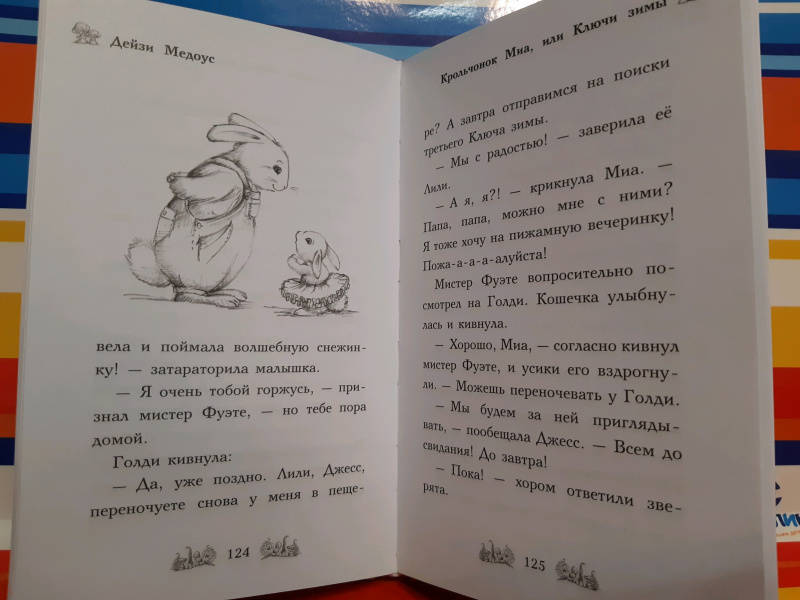 Дейзи Медоус
вела и поймала волшебную снежин-
ку! — затараторила малышка.
— Я очень тобой горжусь, — при-
знал мистер Фуэте, — но тебе пора
домой.
Голди кивнула:
— Да, уже поздно. Лили, Джесс,
переночуете снова у меня в пеще-
124
Крольчонок Миа, или Ключи зимы
ре? А завтра отправимся на поиски
третьего Ключа зимы.
— Мы с радостью! — заверила её
Лили.
— А я, я?! — крикнула Миа. —
Папа, папа, можно мне с ними?
Я тоже хочу на пижамную вечеринку!
Пожа-а-а-а-алуйста!
Мистер Фуэте вопросительно по-
смотрел на Голди. Кошечка улыбну-
лась и кивнула.
— Хорошо, Миа, — согласно кивнул
мистер Фуэте, и усики его вздрогну-
ли. — Можешь переночевать у Голди.
— Мы будем за ней приглядьі-
вать, — пообещала Джесс. — Всем до
свидания! До завтра!
— Пока! — хором ответили зве-
рята.
125